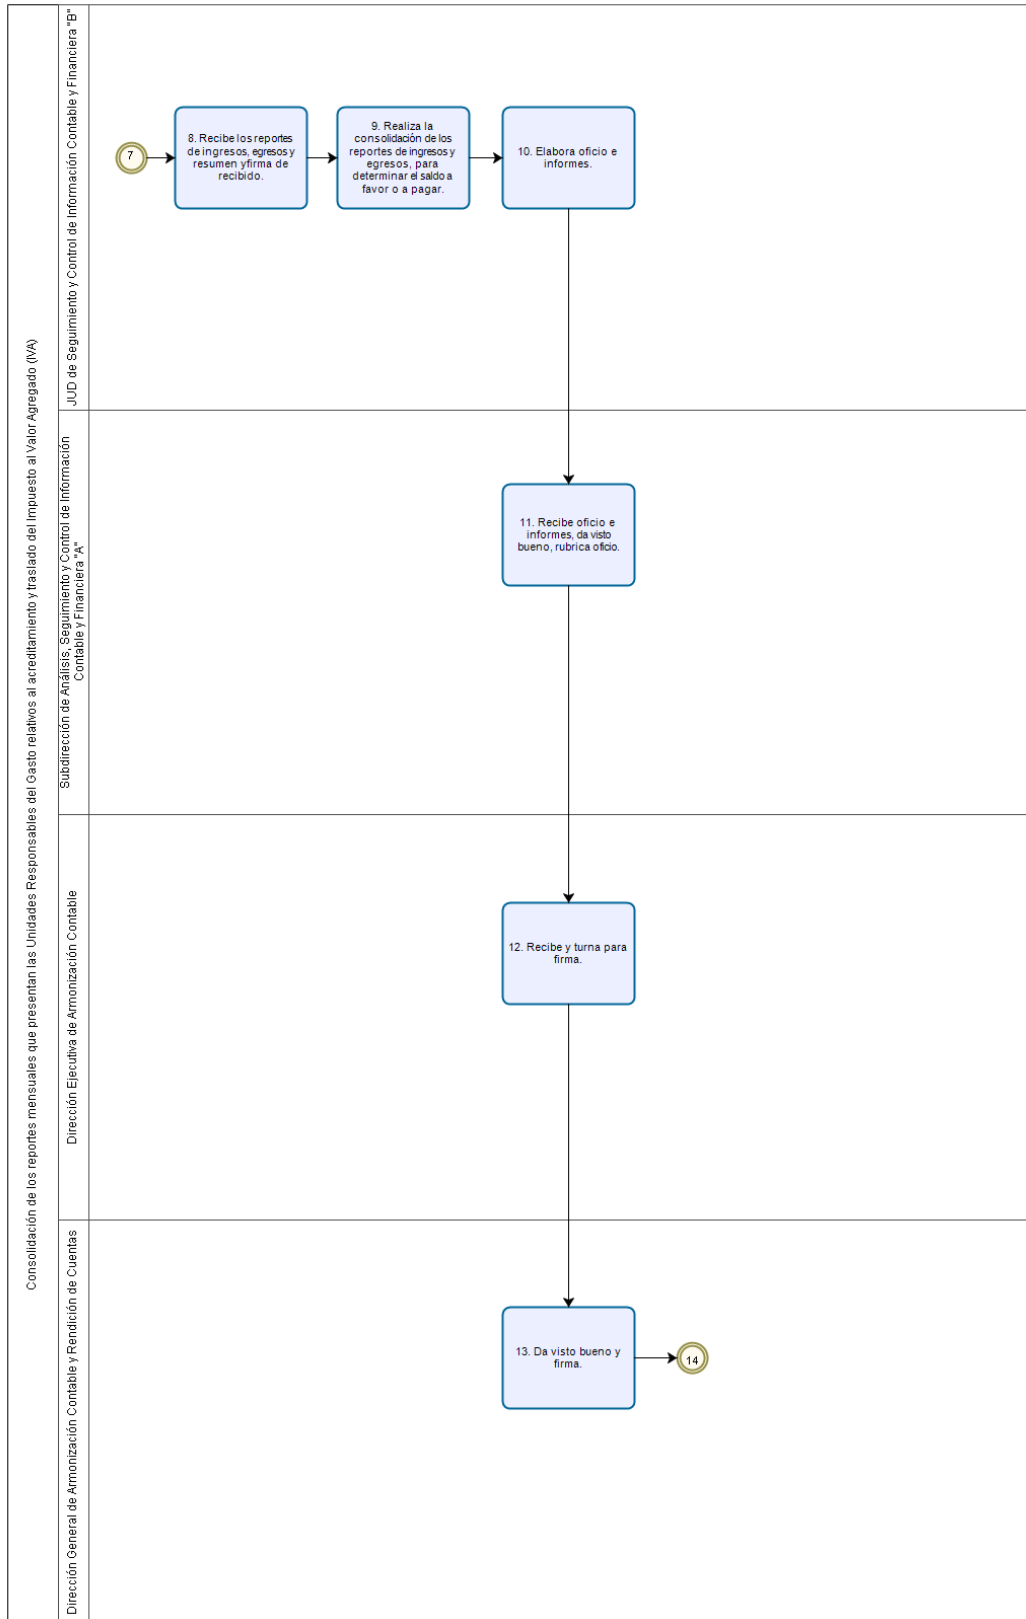 Consolidación de los reportes mensuales que presentan las Unidades Responsables del Gasto relativos al acreditamiento y traslado del Impuesto al Valor Agregado (IVA)
JUD de Seguimiento y Control de Información Contable y Financiera "B"
7
8. Recibe los reportes
de ingresos, egresos y
resumen yfirma de
recibido.
9. Realiza la
consolidación de los
reportes de ingresos y
egresos, para
determinar el saldo a
favor o a pagar.
10. Elabora oficio e
informes.
Subdirección de Análisis, Seguimiento y Control de Información
Contable y Financiera "A"
11. Recibe oficio e
informes, da visto
bueno, rubrica oficio.
Dirección Ejecutiva de Armonización Contable
12. Recibe y turna para
firma.
Dirección General de Armonización Contable y Rendición de Cuentas
13. Da visto bueno y
firma.
14